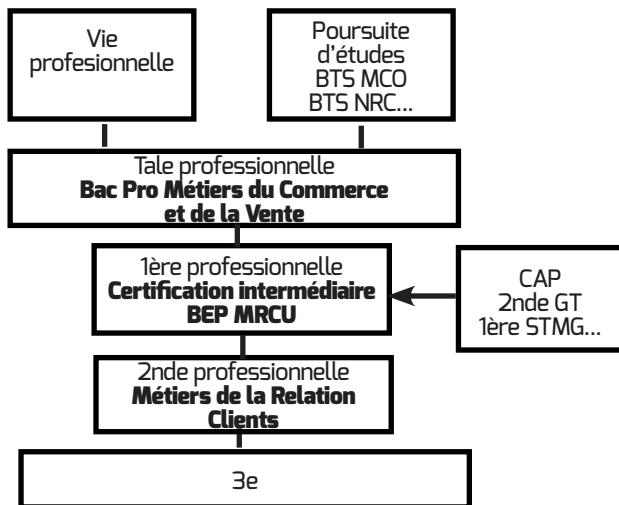 Vie
profesionnelle
Poursuite
d'études
BTS MCO
BTS NRC...
Tale professionnelle
Bac Pro Métiers du Commerce
et de la Vente
1ère professionnelle
Certification intermédiaire
BEP MRCU
CAP
2nde GT
1ère STMG...
2nde professionnelle
Métiers de la Relation
Clients
3e